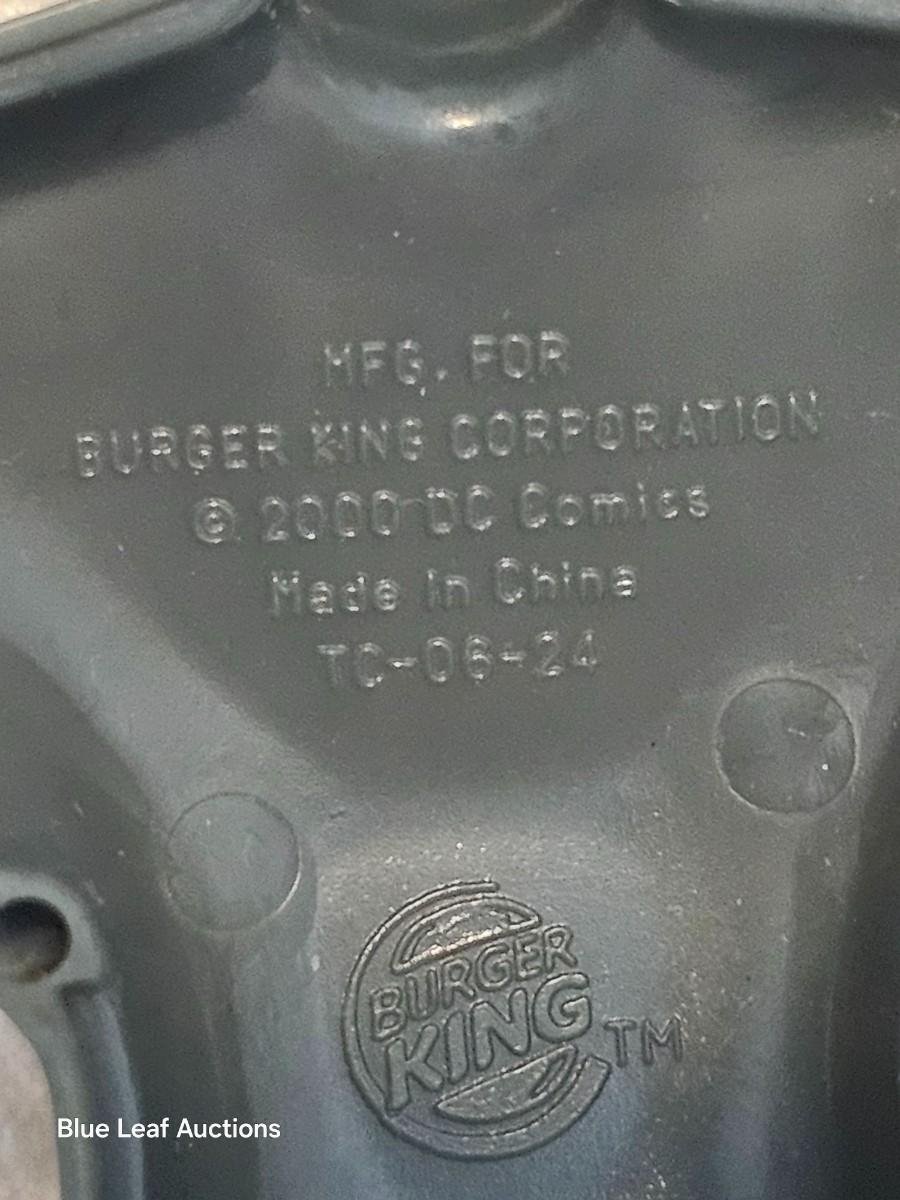 MFG. FOR
BURGER KING CORPORATION
© 2000 DC Comics
Made in China
TC-06-24
BURGER
KING TM
Blue Leaf Auctions